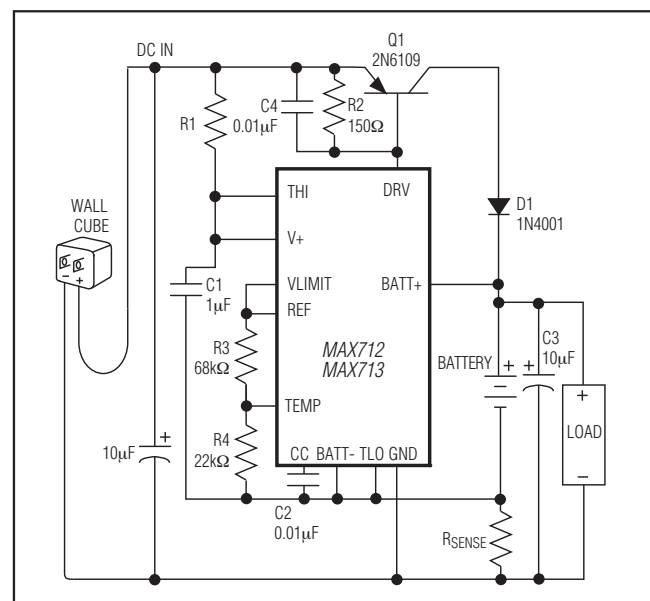 Q1
2N6109
DC IN
C4
0.01µF
R2
150Ω
R1
THI
DRV
WALL
CUBE
D1
1N4001
V+
C1
1µF
VLIMIT
REF
BATT+
R3
68kΩ
MAX712
MAX713
BATTERY
+
+
C3
10µF
+
LOAD
–
TEMP
R4
22kΩ
10µF
+
– +
CC BATT- TLO GND
C2
0.01µF
RSENSE